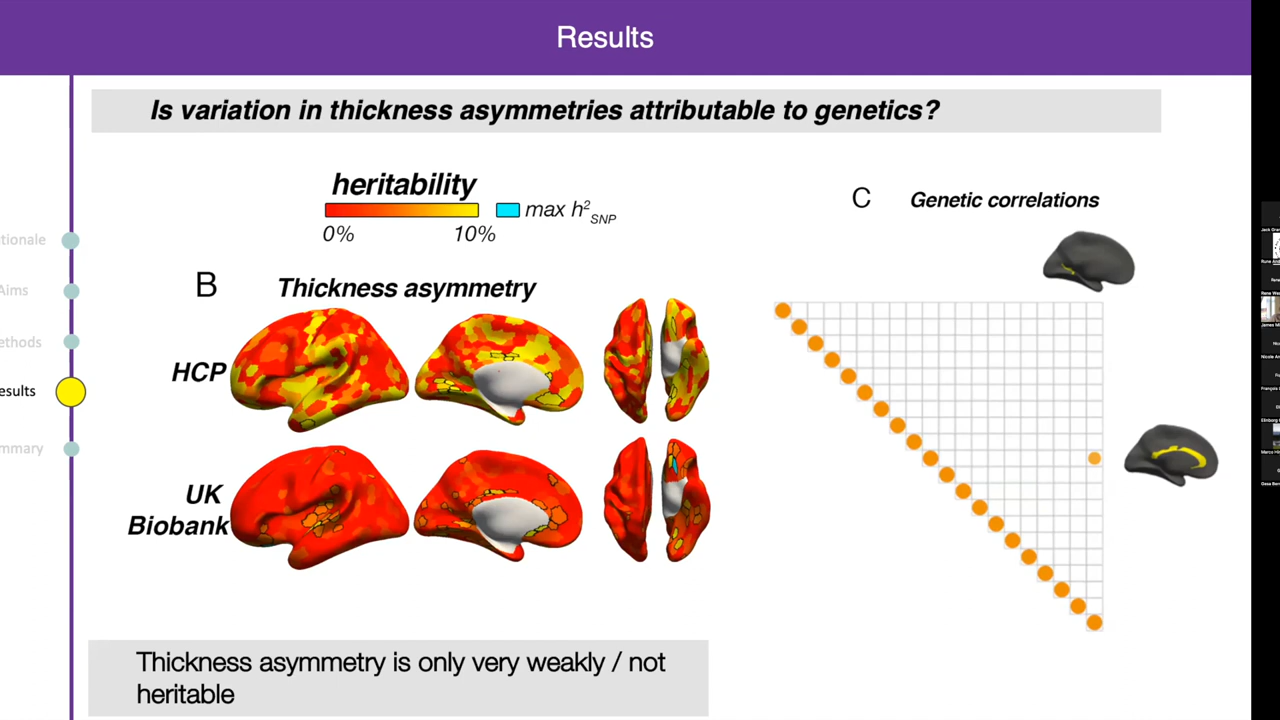 Results
Is variation in thickness asymmetries attributable to genetics?
heritability
max h²SNP
0% 10%
B Thickness asymmetry
HCP
UK
Biobank
C Genetic correlations
tionale
Aims
ethods
esults
mmary
Thickness asymmetry is only very weakly / not
heritable